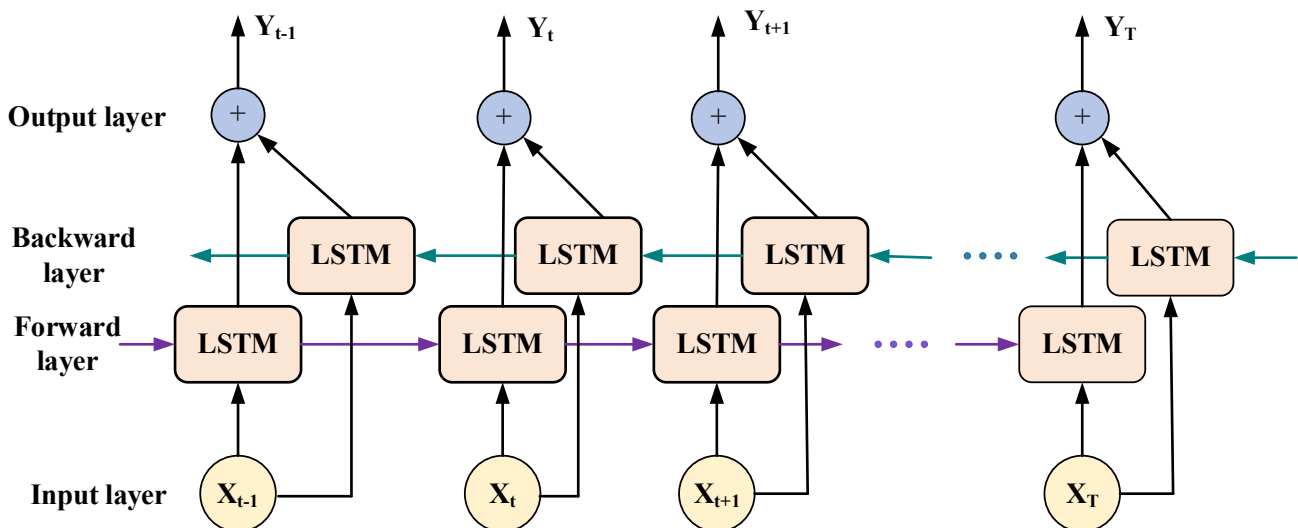 Y_{t-1} Y_t Y_{t+1} Y_T
Output layer + + + +
Backward
layer
LSTM LSTM LSTM LSTM
Forward
layer
LSTM LSTM LSTM LSTM
Input layer X_{t-1} X_t X_{t+1} X_T